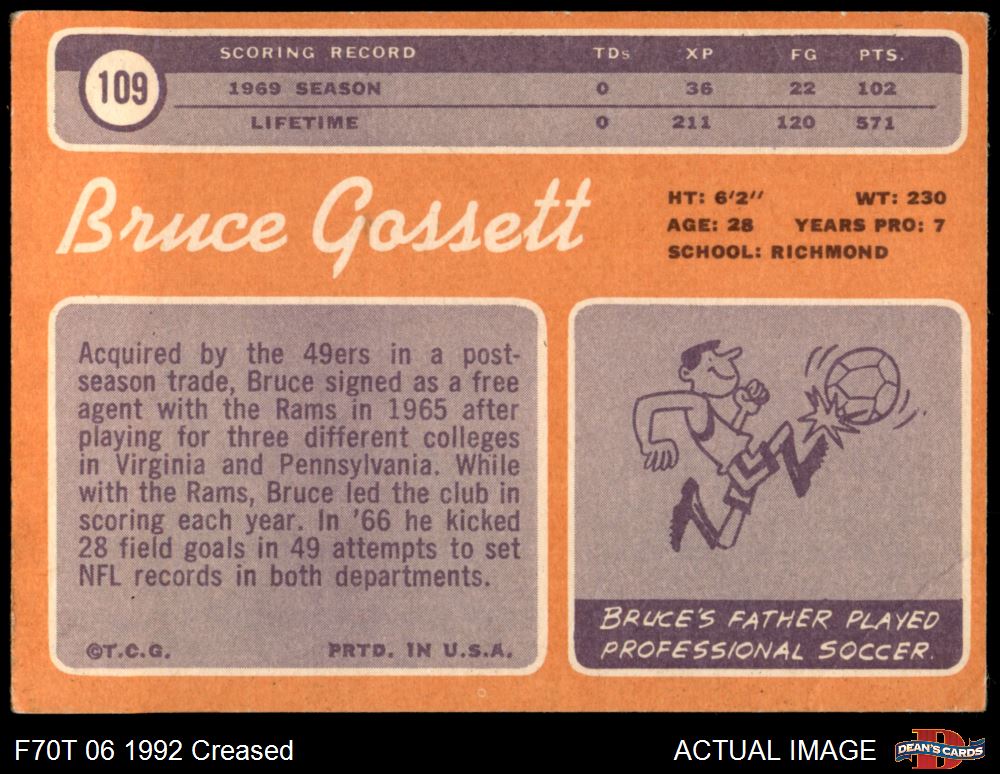 109
SCORING RECORD TDs XP FG PTS.
1969 SEASON 0 36 22 102
LIFETIME 0 211 120 571
Bruce Gossett
HT: 6'2" WT: 230
AGE: 28 YEARS PRO: 7
SCHOOL: RICHMOND
Acquired by the 49ers in a post-
season trade, Bruce signed as a free
agent with the Rams in 1965 after
playing for three different colleges
in Virginia and Pennsylvania. While
with the Rams, Bruce led the club in
scoring each year. In '66 he kicked
28 field goals in 49 attempts to set
NFL records in both departments.
©T.C.G. PRTD. IN U.S.A.
BRUCE'S FATHER PLAYED
PROFESSIONAL SOCCER.
F70T 06 1992 Creased
ACTUAL IMAGE
D
DEAN'S CARDS